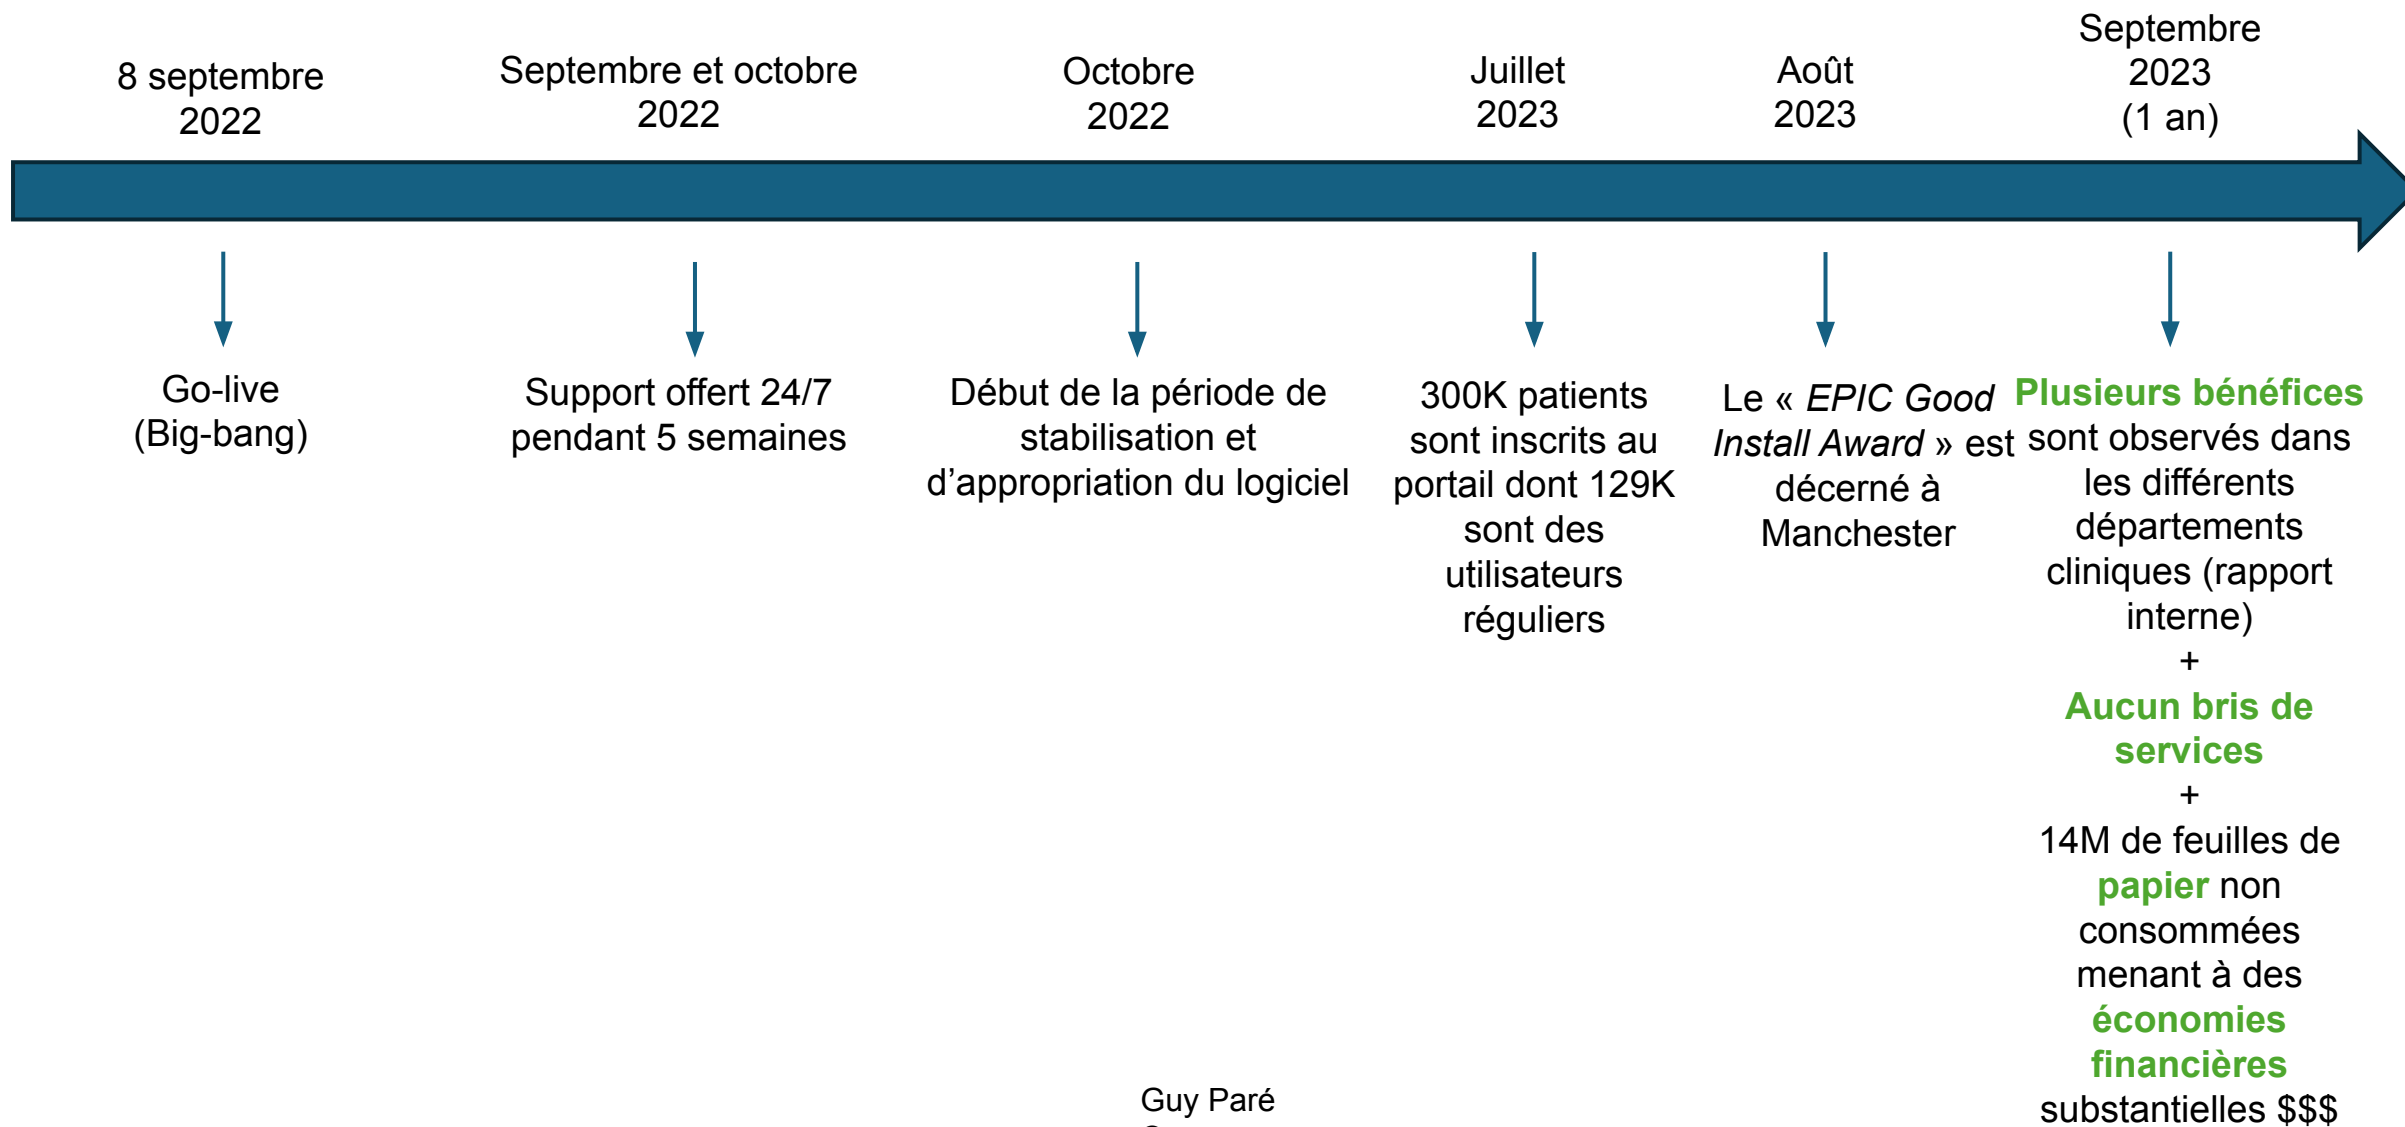 8 septembre
2022
Septembre et octobre
2022
Octobre
2022
Juillet
2023
Août
2023
Septembre
2023
(1 an)
Go-live
(Big-bang)
Support offert 24/7
pendant 5 semaines
Début de la période de
stabilisation et
d’appropriation du logiciel
300K patients
sont inscrits au
portail dont 129K
sont des
utilisateurs
réguliers
Le « EPIC Good
Install Award » est
décerné à
Manchester
Plusieurs bénéfices
sont observés dans
les différents
départements
cliniques (rapport
interne)
+
Aucun bris de
services
+
14M de feuilles de
papier non
consommées
menant à des
économies
financières
substantielles $$$
Guy Paré